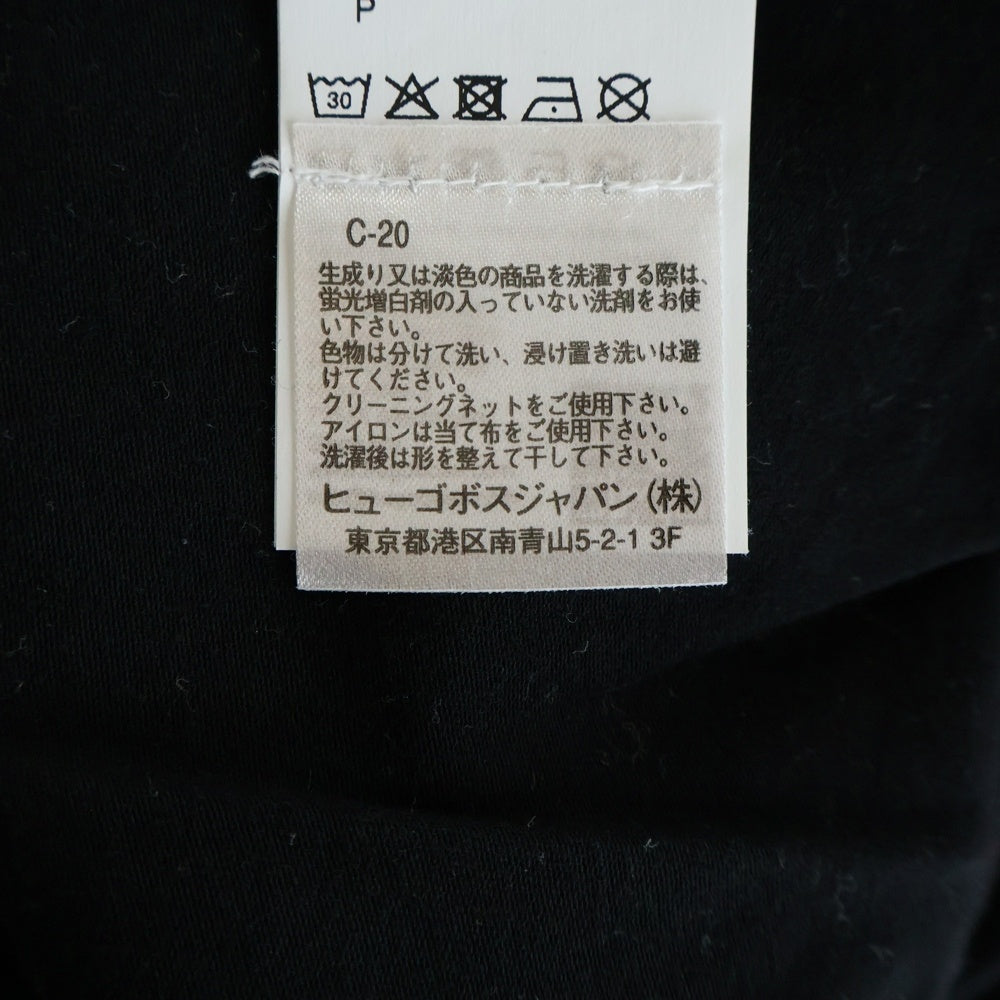 P
30
C-20
生成り又は淡色の商品を洗濯する際は、
蛍光増白剤の入っていない洗剤をお使
い下さい。
色物は分けて洗い、浸け置き洗いは避
けてください。
クリーニングネットをご使用下さい。
アイロンは当て布をご使用下さい。
洗濯後は形を整えて干して下さい。
ヒューゴボスジャパン(株)
東京都港区南青山5-2-1 3F